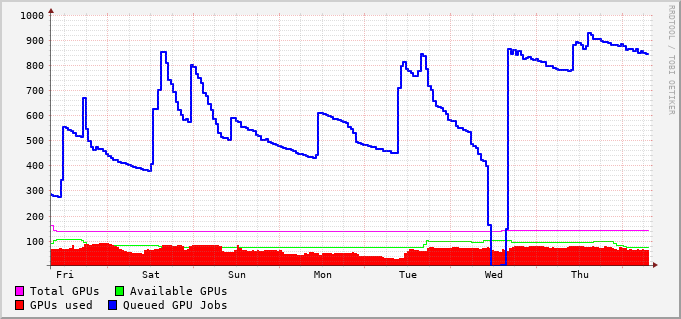 1000
900
800
700
600
500
400
300
200
100
Fri Sat Sun Mon Tue Wed Thu
Total GPUs Available GPUs
GPUs used Queued GPU Jobs
RRDTOOL / TOBI OETIKER